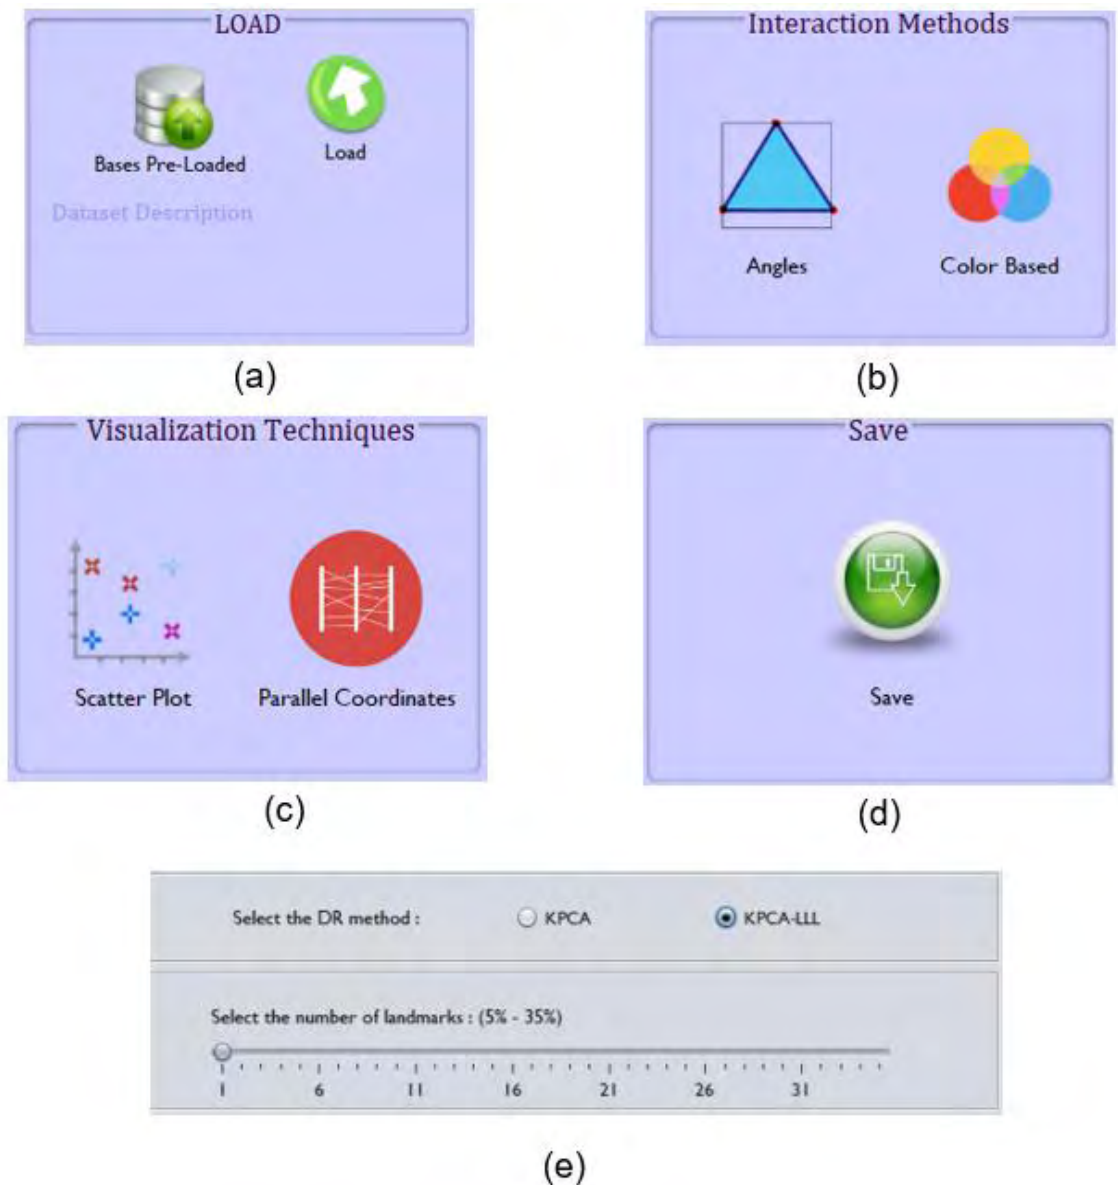 LOAD
Bases Pre-Loaded
Load
Dataset Description
(a)
Interaction Methods
Angles
Color Based
(b)
Visualization Techniques
Scatter Plot
Parallel Coordinates
(c)
Save
Save
(d)
Select the DR method :
KPCA
KPCA-LLL
Select the number of landmarks : (5% - 35%)
1 6 11 16 21 26 31
(e)